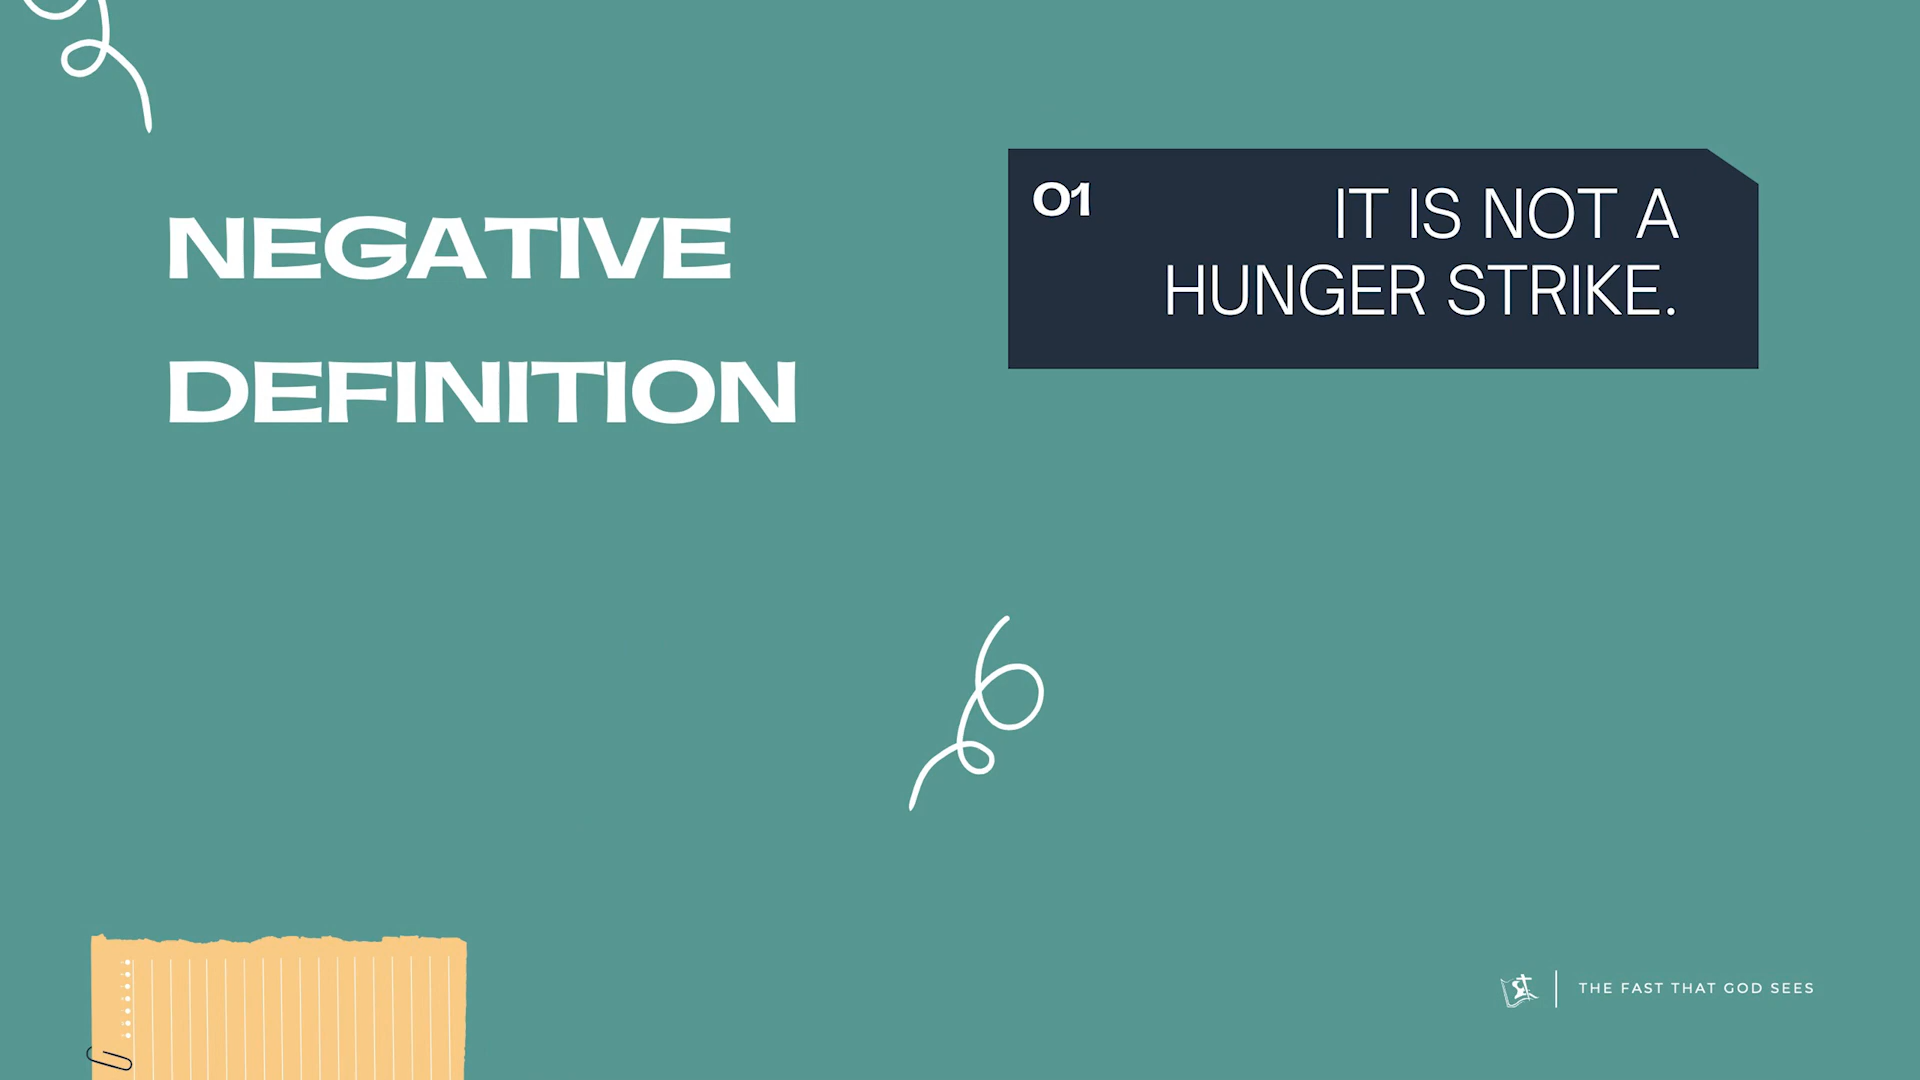 NEGATIVE
DEFINITION
01
IT IS NOT A
HUNGER STRIKE.
THE FAST THAT GOD SEES